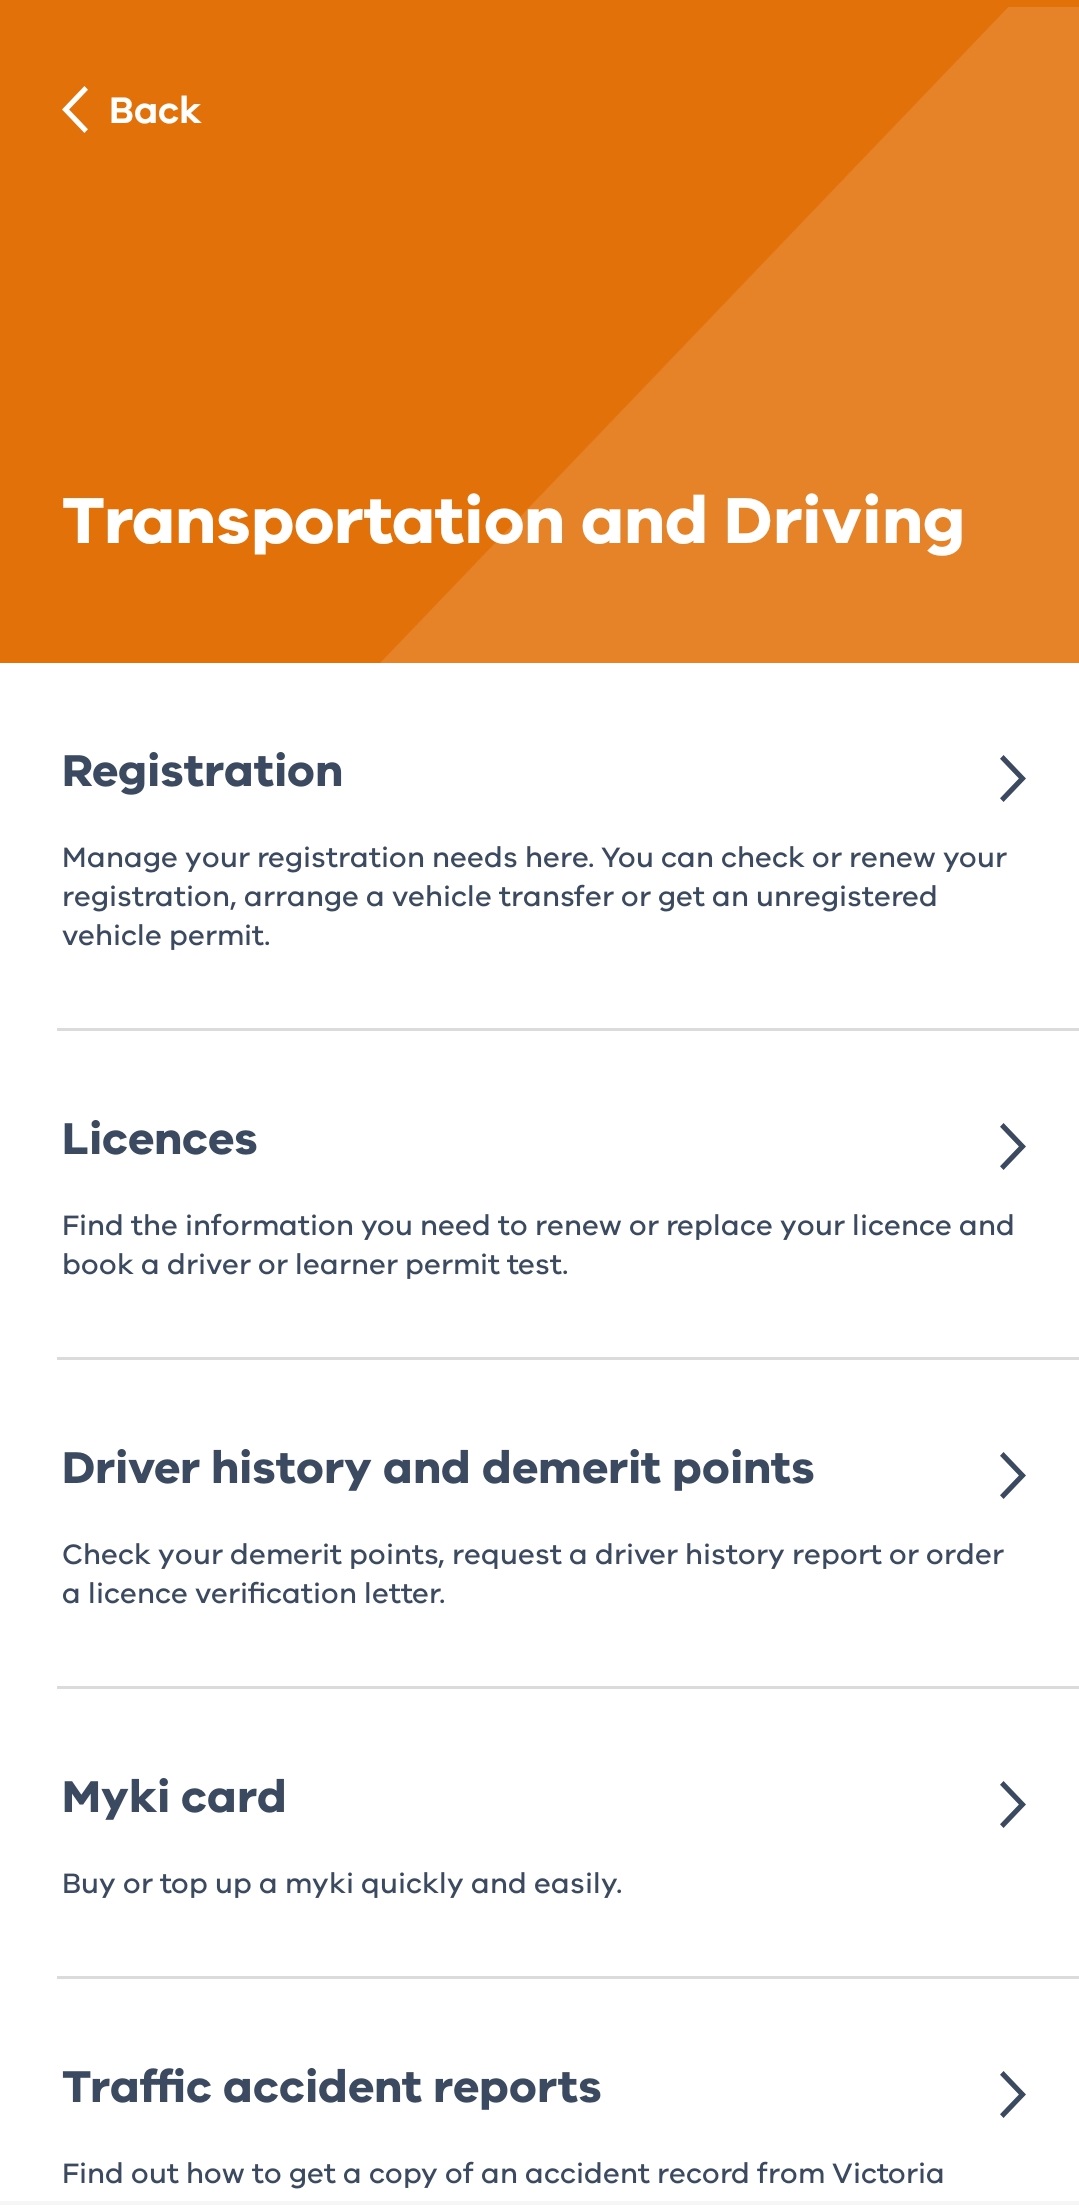 Back
Transportation and Driving
Registration
Manage your registration needs here. You can check or renew your
registration, arrange a vehicle transfer or get an unregistered
vehicle permit.
Licences
Find the information you need to renew or replace your licence and
book a driver or learner permit test.
Driver history and demerit points
Check your demerit points, request a driver history report or order
a licence verification letter.
Myki card
Buy or top up a myki quickly and easily.
Traffic accident reports
Find out how to get a copy of an accident record from Victoria